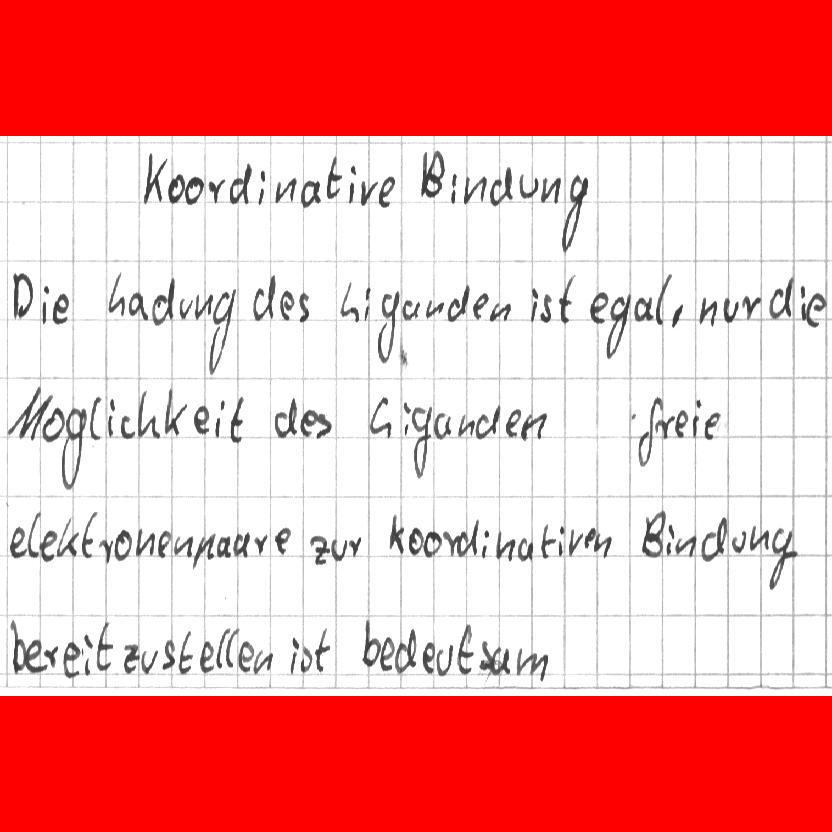 Koordinative Bindung
Die Ladung des Liganden ist egal, nur die
Moglichkeit des Liganden freie
elektronenpaare zur koordinativen Bindung
bereitzustellen ist bedeutsam